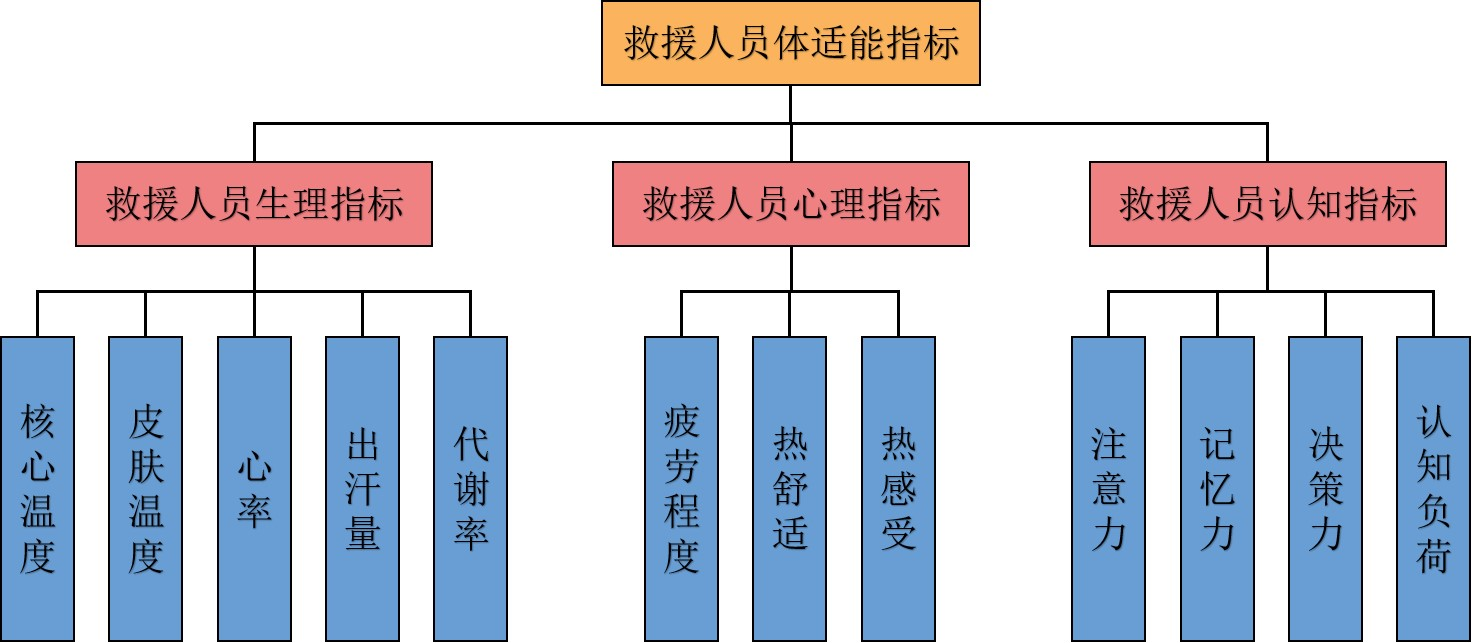 救援人员体适能指标
救援人员生理指标
救援人员心理指标
救援人员认知指标
核心温度
皮肤温度
心率
出汗量
代谢率
疲劳程度
热舒适
热感受
注意力
记忆力
决策力
认知负荷